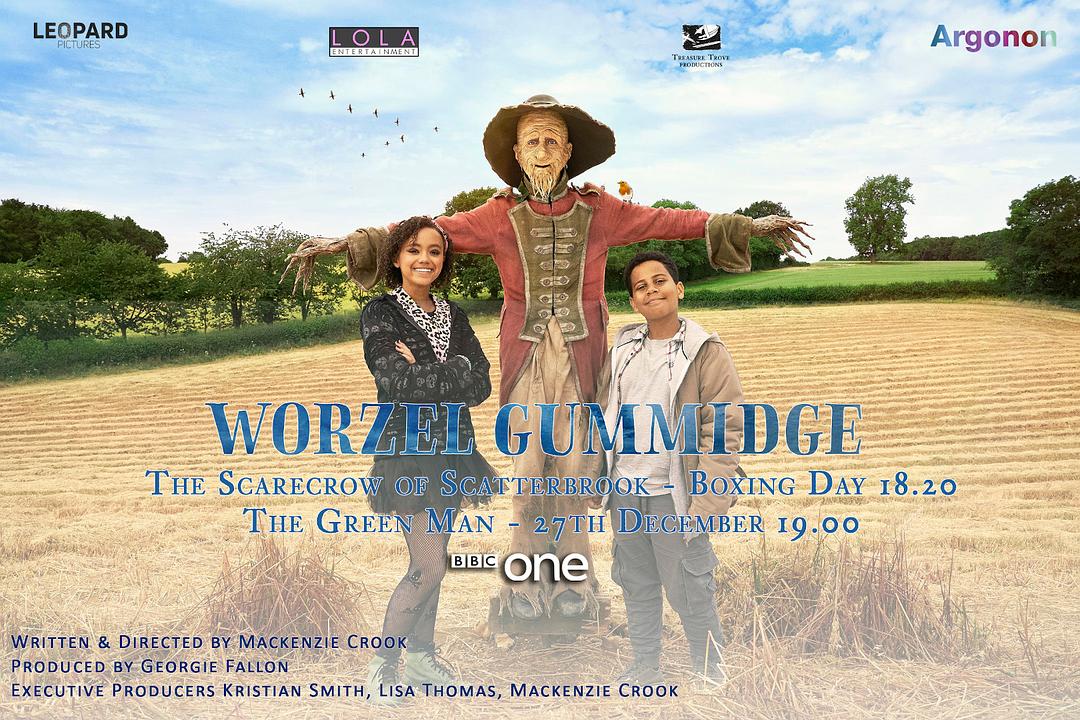 LEOPARD
PICTURES
LOLA
ENTERTAINMENT
Treasure Trove
Productions
Argonon
WORZEL GUMMIDGE
The Scarecrow of Scatterbrook - Boxing Day 18.20
The Green Man - 27th December 19.00
BBC one
Written & Directed by Mackenzie Crook
Produced by Georgie Fallon
Executive Producers Kristian Smith, Lisa Thomas, Mackenzie Crook